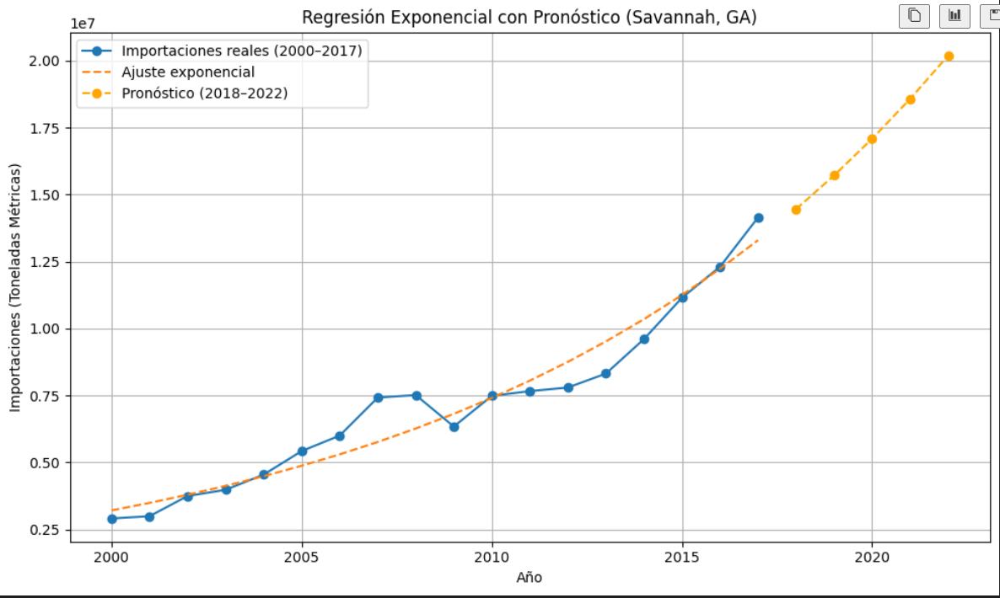 Regresión Exponencial con Pronóstico (Savannah, GA)
1e7
Importaciones reales (2000–2017)
Ajuste exponencial
Pronóstico (2018–2022)
2.00
1.75
1.50
1.25
1.00
0.75
0.50
0.25
Importaciones (Toneladas Métricas)
2000 2005 2010 2015 2020
Año